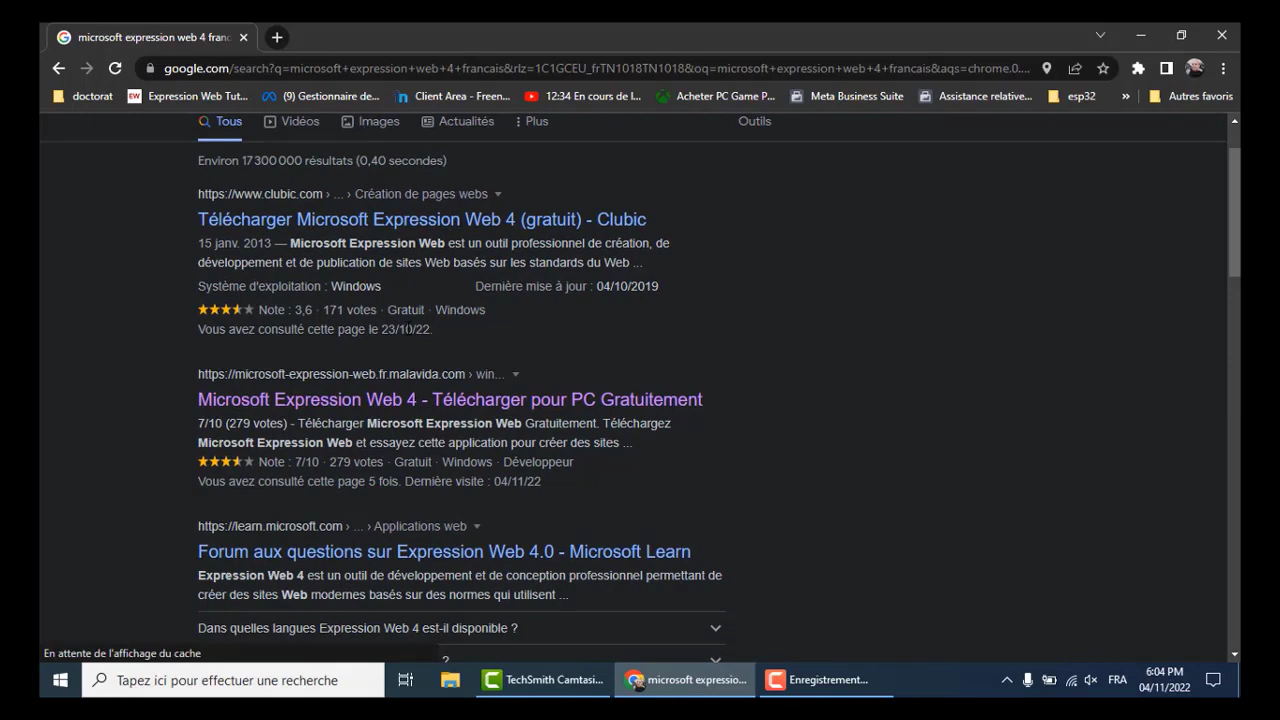 microsoft expression web 4 franc
google.com/search?q=microsoft+expression+web+4+francais&rlz=1C1GCEU_frTN1018TN1018&oq=microsoft+expression+web+4+francais&aqs=chrome.0....
doctorat
Expression Web Tut...
(9) Gestionnaire de...
Client Area - Freen...
12:34 En cours de l...
Acheter PC Game P...
Meta Business Suite
Assistance relative...
esp32
»
Autres favoris
Tous
Vidéos
Images
Actualités
Plus
Outils
Environ 17 300 000 résultats (0,40 secondes)
https://www.clubic.com › ... › Création de pages webs
Télécharger Microsoft Expression Web 4 (gratuit) - Clubic
15 janv. 2013 — Microsoft Expression Web est un outil professionnel de création, de
développement et de publication de sites Web basés sur les standards du Web ...
Système d'exploitation : Windows
Dernière mise à jour : 04/10/2019
Note : 3,6 · 171 votes · Gratuit · Windows
Vous avez consulté cette page le 23/10/22.
https://microsoft-expression-web.fr.malavida.com › win...
Microsoft Expression Web 4 - Télécharger pour PC Gratuitement
7/10 (279 votes) - Télécharger Microsoft Expression Web Gratuitement. Téléchargez
Microsoft Expression Web et essayez cette application pour créer des sites ...
Note : 7/10 · 279 votes · Gratuit · Windows · Développeur
Vous avez consulté cette page 5 fois. Dernière visite : 04/11/22
https://learn.microsoft.com › ... › Applications web
Forum aux questions sur Expression Web 4.0 - Microsoft Learn
Expression Web 4 est un outil de développement et de conception professionnel permettant de
créer des sites Web modernes basés sur des normes qui utilisent ...
Dans quelles langues Expression Web 4 est-il disponible ?
?
En attente de l'affichage du cache
Tapez ici pour effectuer une recherche
TechSmith Camtasi...
microsoft expressio...
Enregistrement...
FRA
6:04 PM
04/11/2022